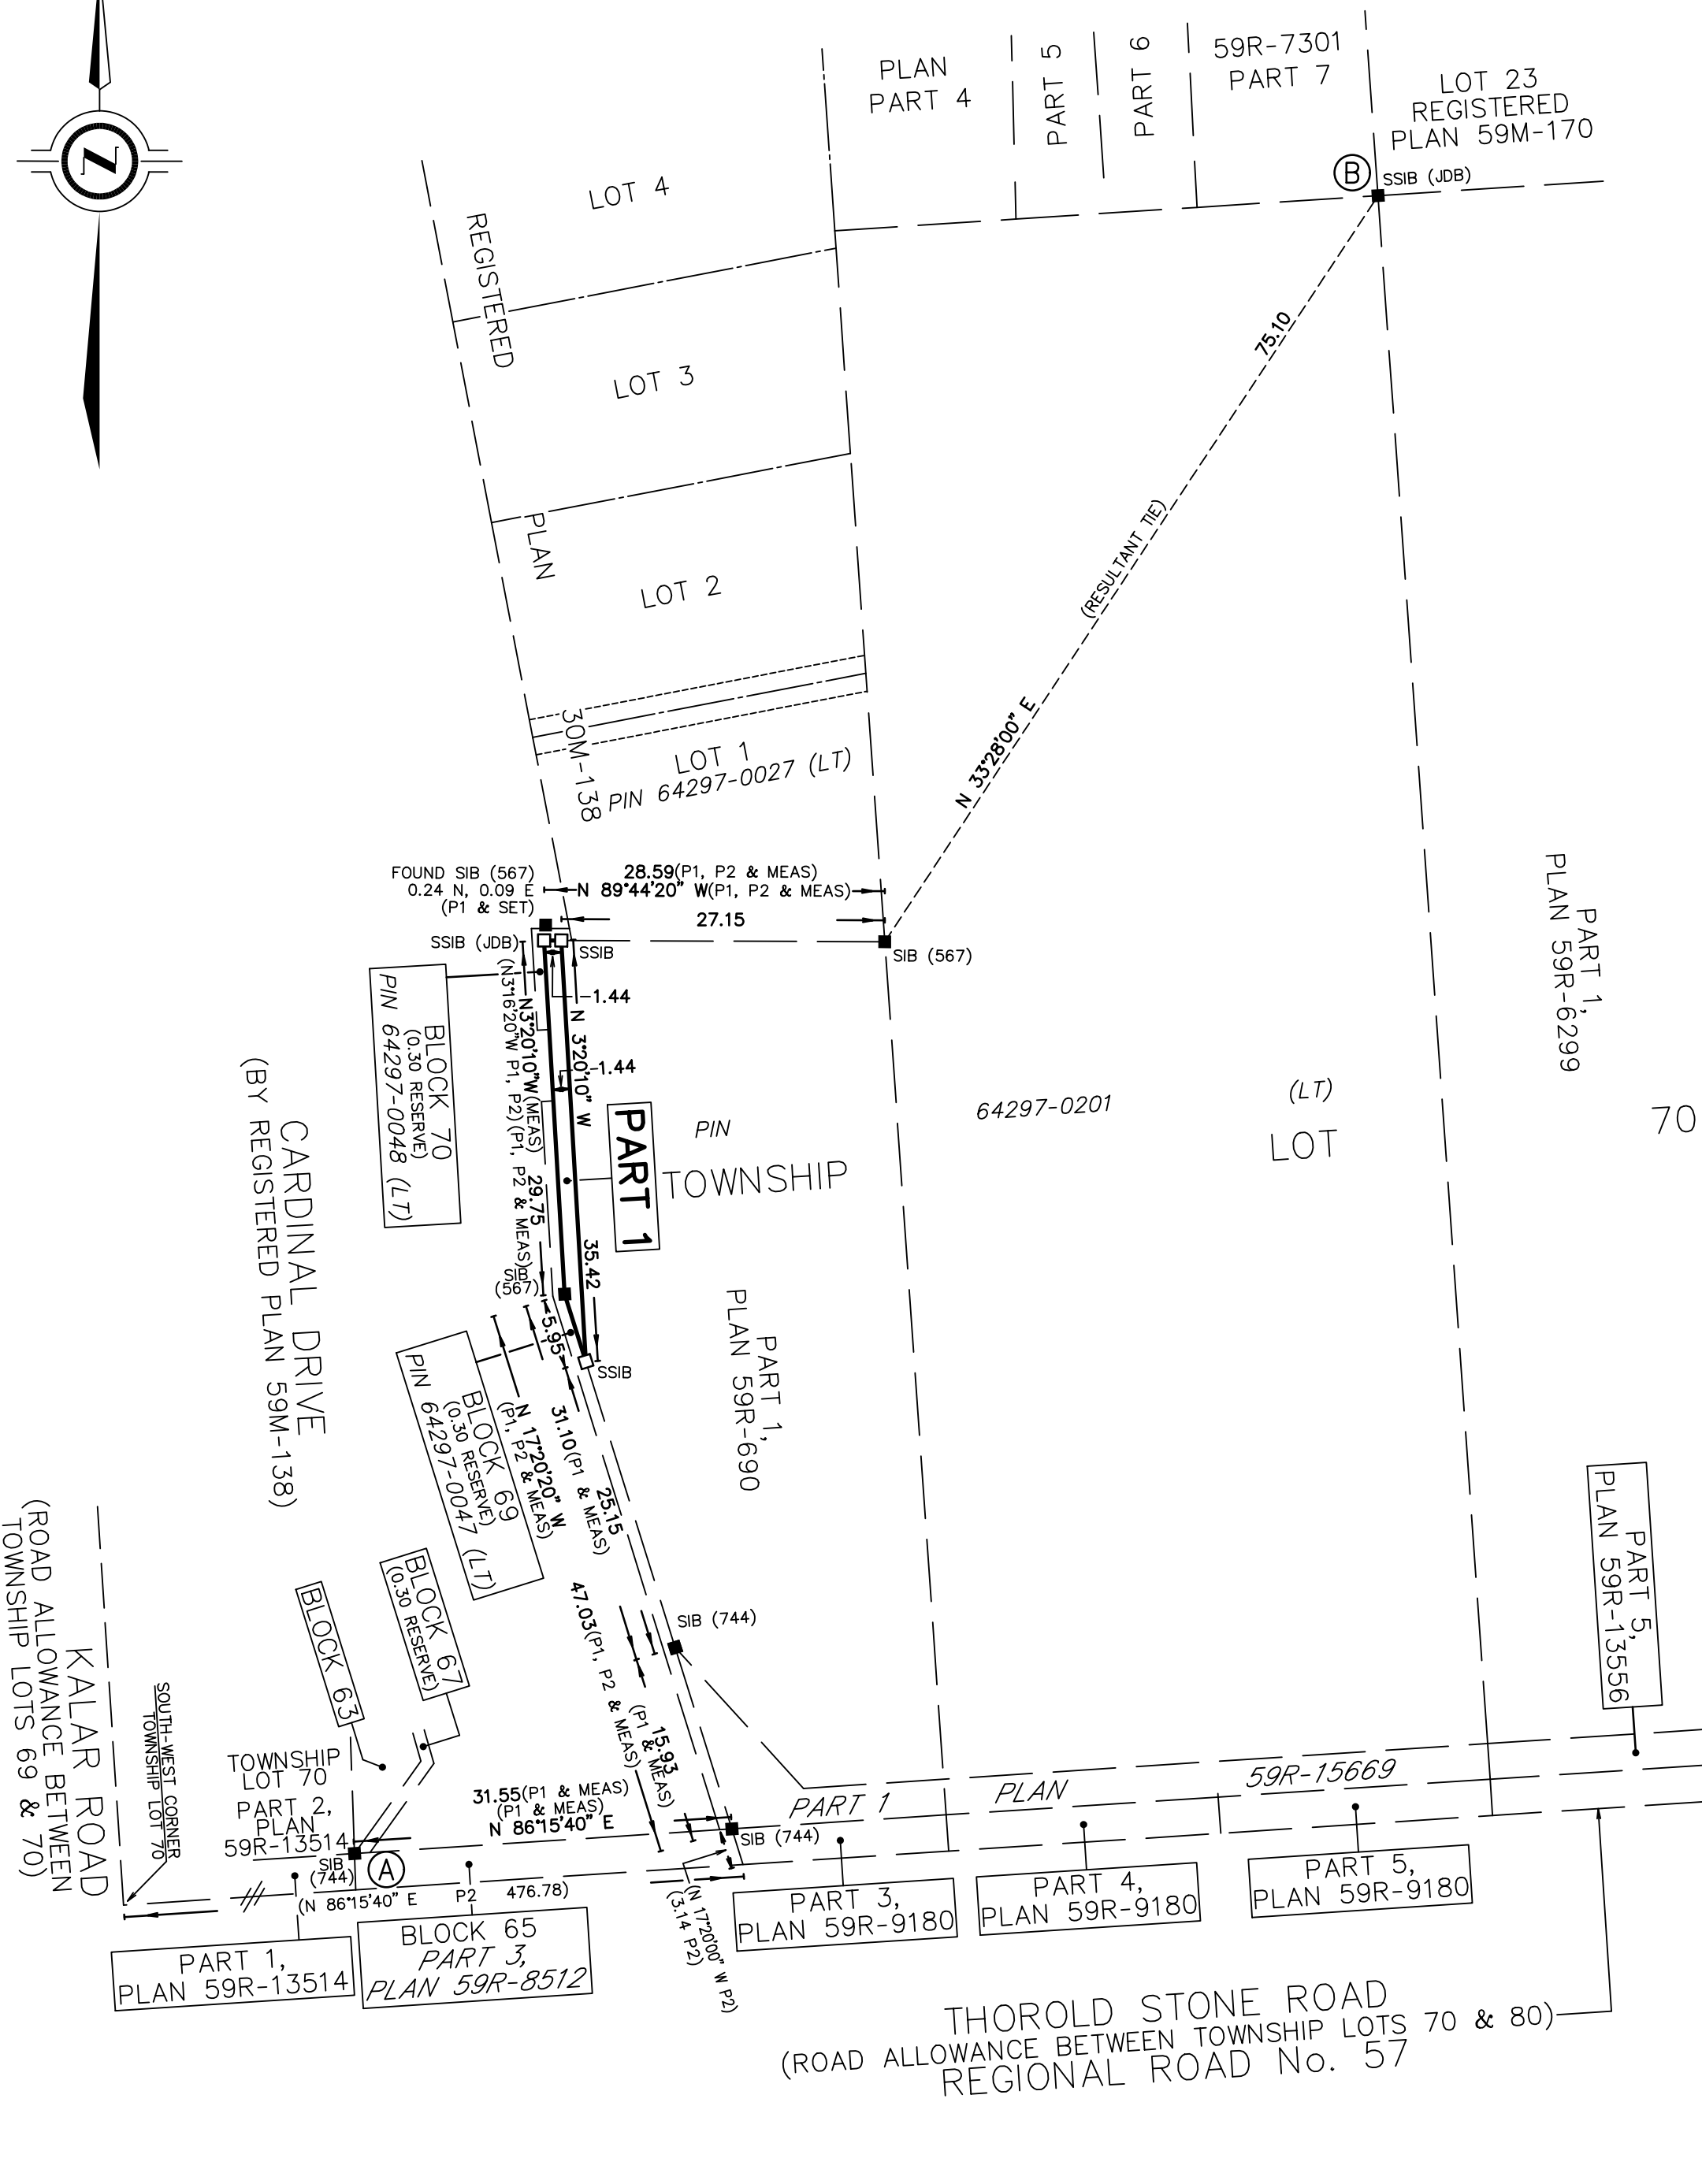 PLAN
PART 4
PART 5
PART 6
59R-7301
PART 7
LOT 23
REGISTERED
PLAN 59M-170
B
SSIB (JDB)
N
LOT 4
REGISTERED
LOT 3
75.10
(RESULTANT TIE)
PLAN
LOT 2
N 33°28'00" E
30M-138
LOT 1
PIN 64297-0027 (LT)
FOUND SIB (567)
0.24 N, 0.09 E
(P1 & SET)
28.59(P1, P2 & MEAS)
N 89°44'20" W(P1, P2 & MEAS)
27.15
SSIB (JDB)
SSIB
SIB (567)
1.44
1.44
N 3°20'10" W
35.42
N3°20'10"W(MEAS) 29.75
(N3°16'20"W P1, P2)(P1, P2 & MEAS)
BLOCK 70
(0.30 RESERVE)
PIN 64297-0048 (LT)
PART 1
PIN
64297-0201
(LT)
TOWNSHIP
LOT
70
PART 1,
PLAN 59R-6299
CARDINAL DRIVE
(BY REGISTERED PLAN 59M-138)
SIB
(567)
5.95
SSIB
PART 1,
PLAN 59R-690
BLOCK 69
(0.30 RESERVE)
PIN 64297-0047 (LT)
N 17°20'20" W
(P1, P2 & MEAS)
31.10(P1 & MEAS)
25.15
BLOCK 67
(0.30 RESERVE)
BLOCK 63
47.03(P1, P2 & MEAS)
SIB (744)
15.93
(P1 & MEAS)
PART 5,
PLAN 59R-13556
KALAR ROAD
(ROAD ALLOWANCE BETWEEN
TOWNSHIP LOTS 69 & 70)
SOUTH-WEST CORNER
TOWNSHIP LOT 70
TOWNSHIP
LOT 70
PART 2,
PLAN
59R-13514
SIB
(744)
A
31.55(P1 & MEAS)
(P1 & MEAS)
N 86°15'40" E
SIB (744)
PART 1
PLAN
59R-15669
(N 86°15'40" E P2 476.78)
(N 17°20'00" W P2)
(3.14 P2)
PART 1,
PLAN 59R-13514
BLOCK 65
PART 3,
PLAN 59R-8512
PART 3,
PLAN 59R-9180
PART 4,
PLAN 59R-9180
PART 5,
PLAN 59R-9180
THOROLD STONE ROAD
(ROAD ALLOWANCE BETWEEN TOWNSHIP LOTS 70 & 80)
REGIONAL ROAD No. 57